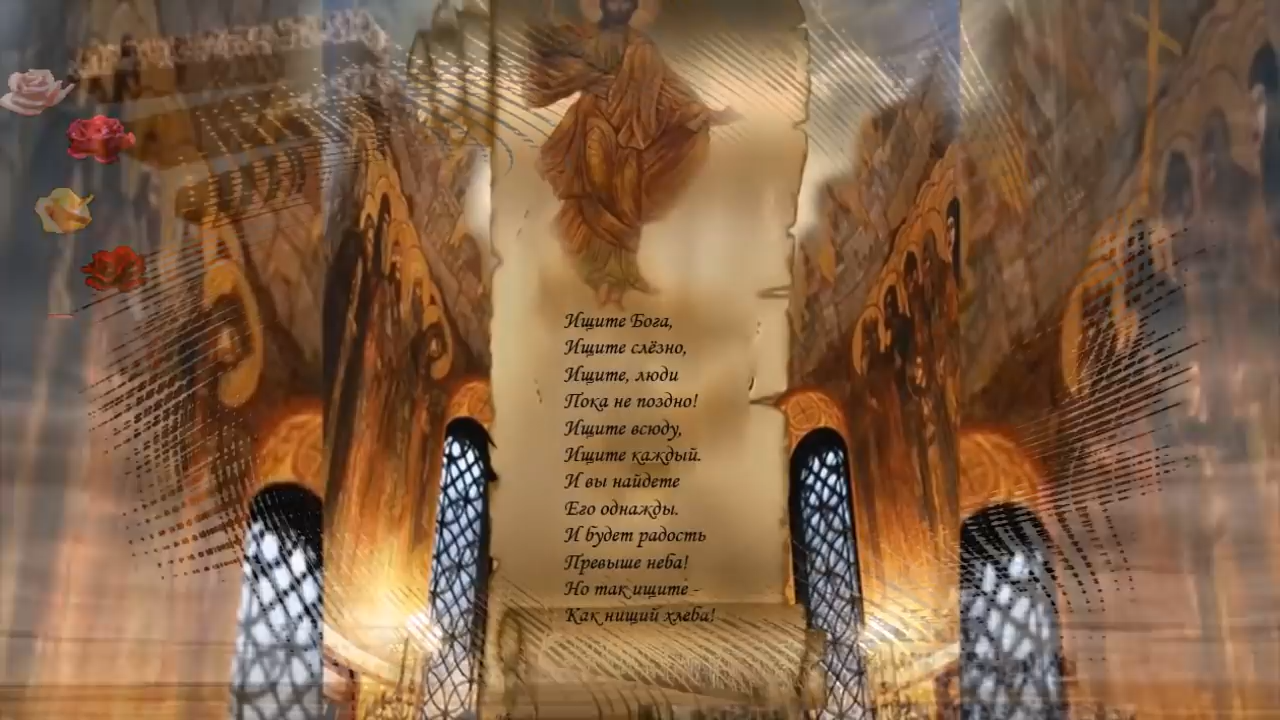 Ищите Бога,
Ищите слёзно,
Ищите, люди
Пока не поздно!
Ищите всюду,
Ищите каждый.
И вы найдете
Его однажды.
И будет радость
Превыше неба!
Но так ищите -
Как нищий хлеба!